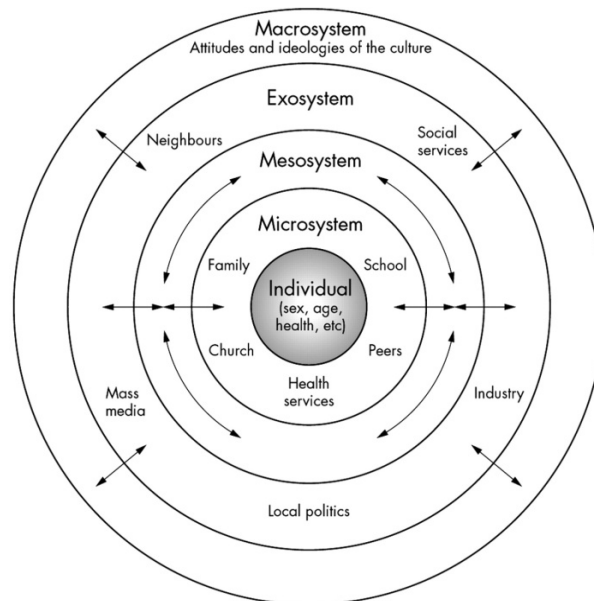 Macrosystem
Attitudes and ideologies of the culture
Exosystem
Neighbours
Social
services
Mesosystem
Microsystem
Family
School
Individual
(sex, age,
health, etc)
Church
Peers
Health
services
Mass
media
Industry
Local politics